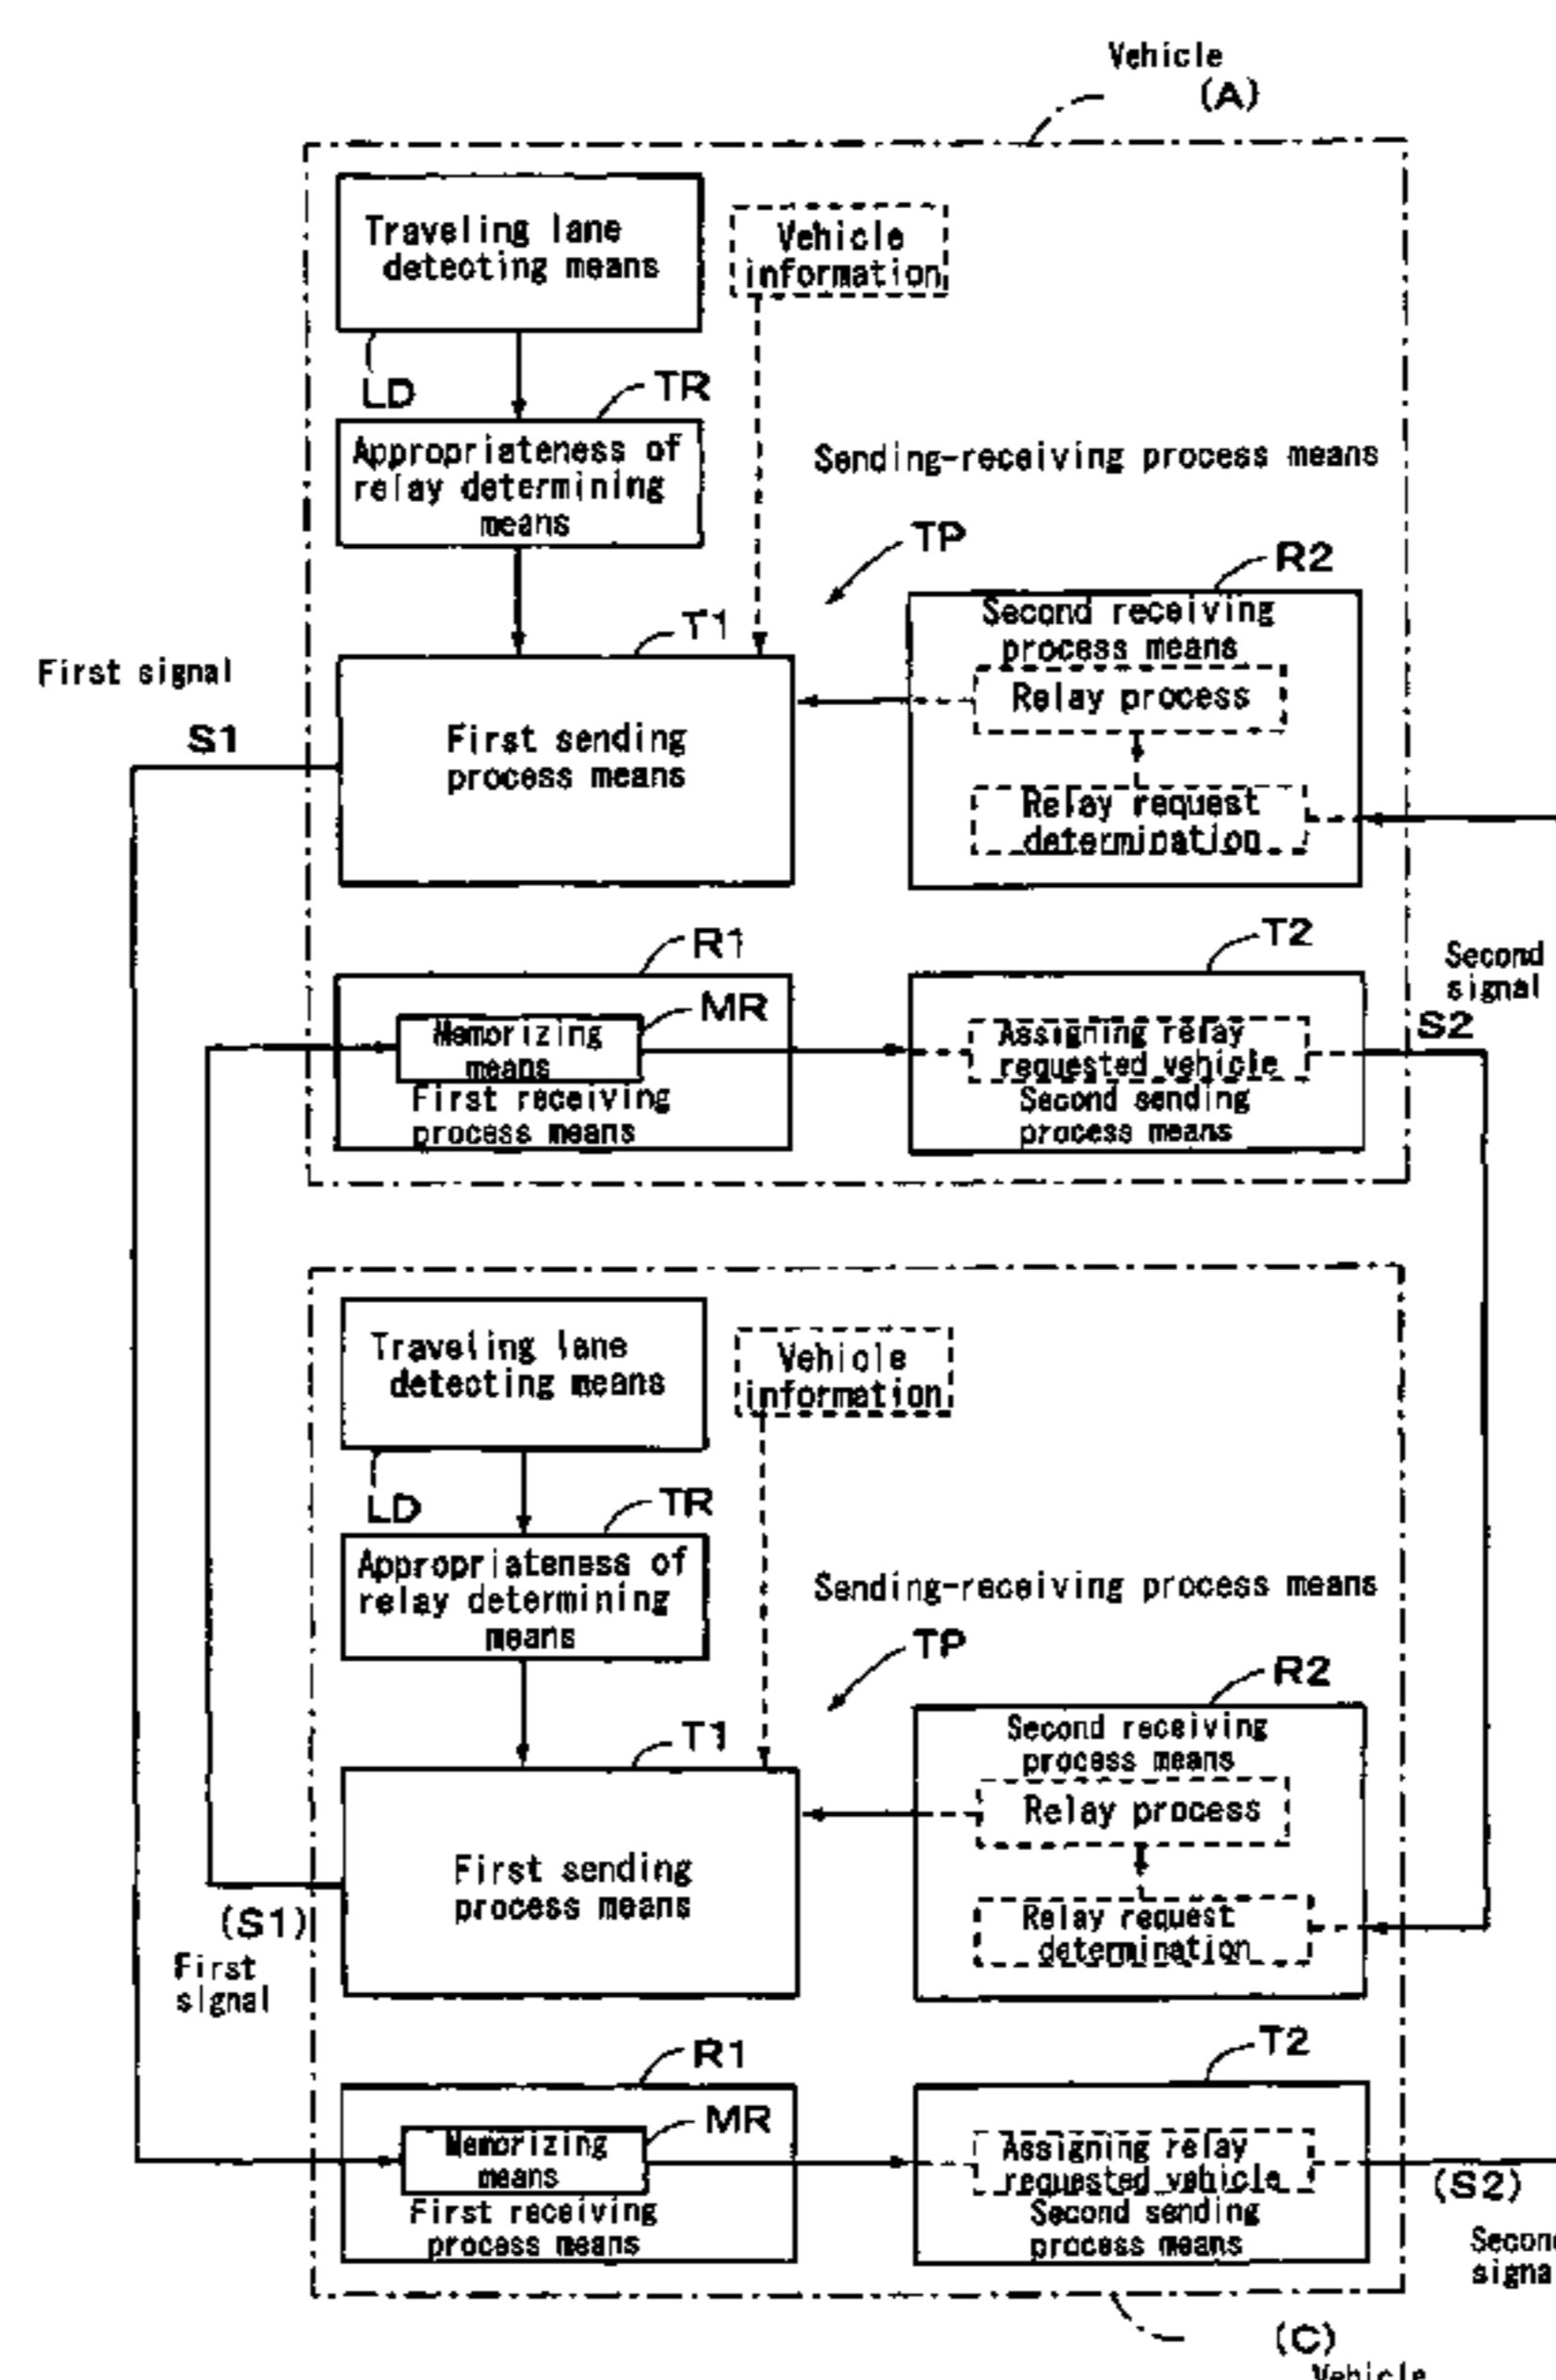 Vehicle
(A)
Traveling lane
detecting means
Vehicle
information
LD
TR
Appropriateness of
relay determining
means
Sending-receiving process means
TP
R2
Second receiving
process means
Relay process
Relay request
determination
T1
First signal
S1
First sending
process means
R1
MR
Memorizing
means
First receiving
process means
T2
Assigning relay
requested vehicle
Second sending
process means
Second
signal
S2
Traveling lane
detecting means
Vehicle
information
LD
TR
Appropriateness of
relay determining
means
Sending-receiving process means
TP
R2
Second receiving
process means
Relay process
Relay request
determination
T1
First sending
process means
(S1)
First
signal
R1
MR
Memorizing
means
First receiving
process means
T2
Assigning relay
requested vehicle
Second sending
process means
(S2)
Second
signa
(C)
Vehicle